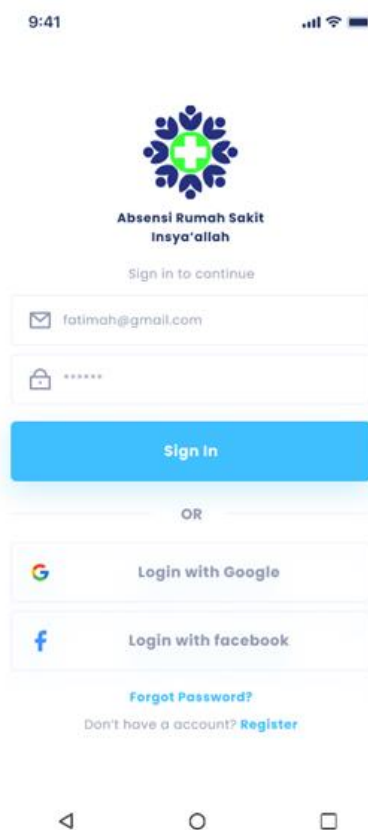 9:41
Absensi Rumah Sakit
Insya'allah
Sign in to continue
fatimah@gmail.com
******
Sign In
OR
Login with Google
Login with facebook
Forgot Password?
Don't have a account? Register